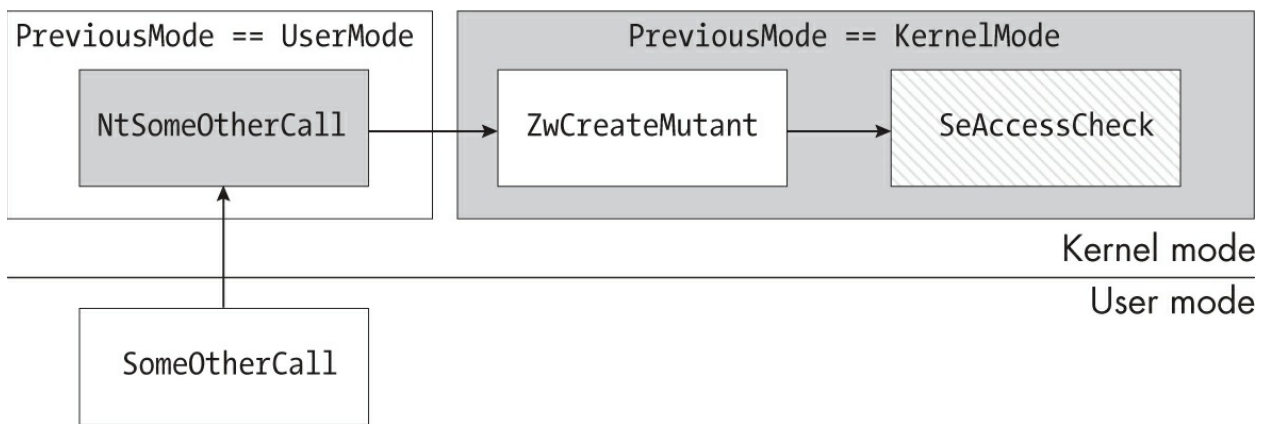 PreviousMode == UserMode
PreviousMode == KernelMode
NtSomeOtherCall
ZwCreateMutant
SeAccessCheck
Kernel mode
User mode
SomeOtherCall